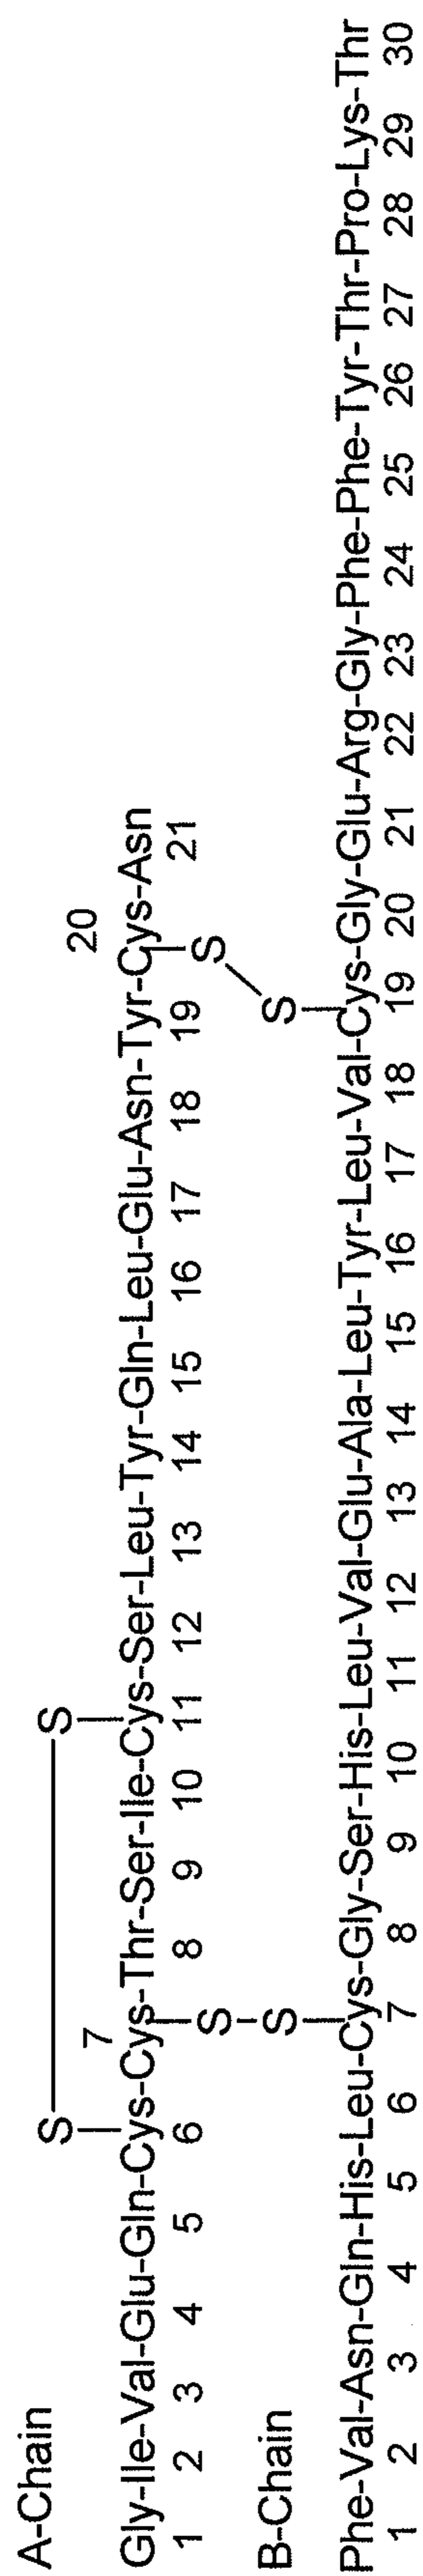 A-Chain
S S
7 20
Gly-Ile-Val-Glu-Gln-Cys-Cys-Thr-Ser-Ile-Cys-Ser-Leu-Tyr-Gln-Leu-Glu-Asn-Tyr-Cys-Asn
1 2 3 4 5 6 8 9 10 11 12 13 14 15 16 17 18 19 21
S S
S S
B-Chain
Phe-Val-Asn-Gln-His-Leu-Cys-Gly-Ser-His-Leu-Val-Glu-Ala-Leu-Tyr-Leu-Val-Cys-Gly-Glu-Arg-Gly-Phe-Phe-Tyr-Thr-Pro-Lys-Thr
1 2 3 4 5 6 7 8 9 10 11 12 13 14 15 16 17 18 19 20 21 22 23 24 25 26 27 28 29 30